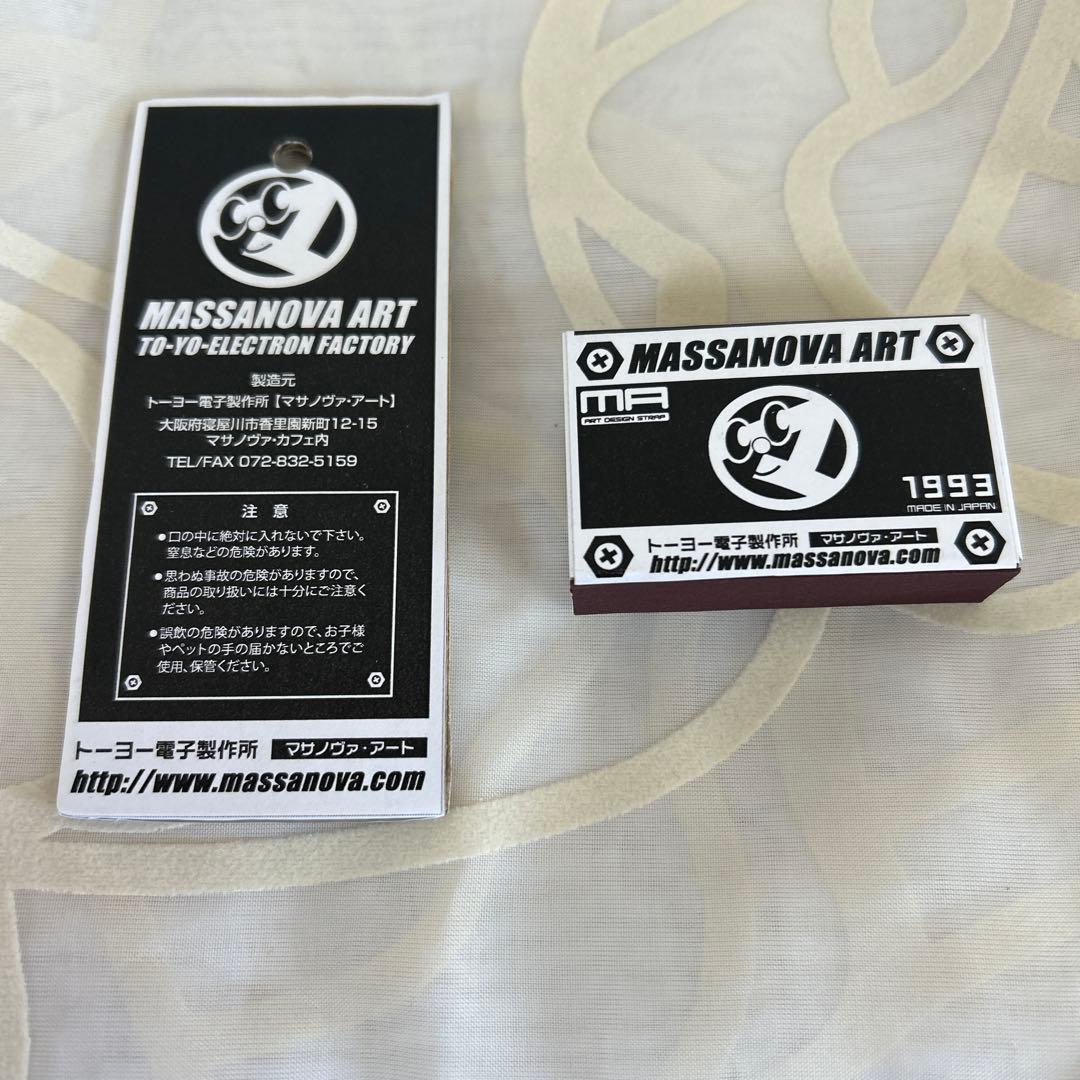 MASSANOVA ART
TO-YO-ELECTRON FACTORY
製造元
トーヨー電子製作所【マサノヴァ・アート】
大阪府寝屋川市香里園新町12-15
マサノヴァ・カフェ内
TEL/FAX 072-832-5159
注 意
●口の中に絶対に入れないで下さい。
窒息などの危険があります。
●思わぬ事故の危険がありますので、
商品の取り扱いには十分にご注意く
ださい。
●誤飲の危険がありますので、お子様
やペットの手の届かないところでご
使用、保管ください。
トーヨー電子製作所 マサノヴァ・アート
http://www.massanova.com
MASSANOVA ART
MA
ART DESIGN STRAP
1993
MADE IN JAPAN
トーヨー電子製作所 マサノヴァ・アート
http://www.massanova.com